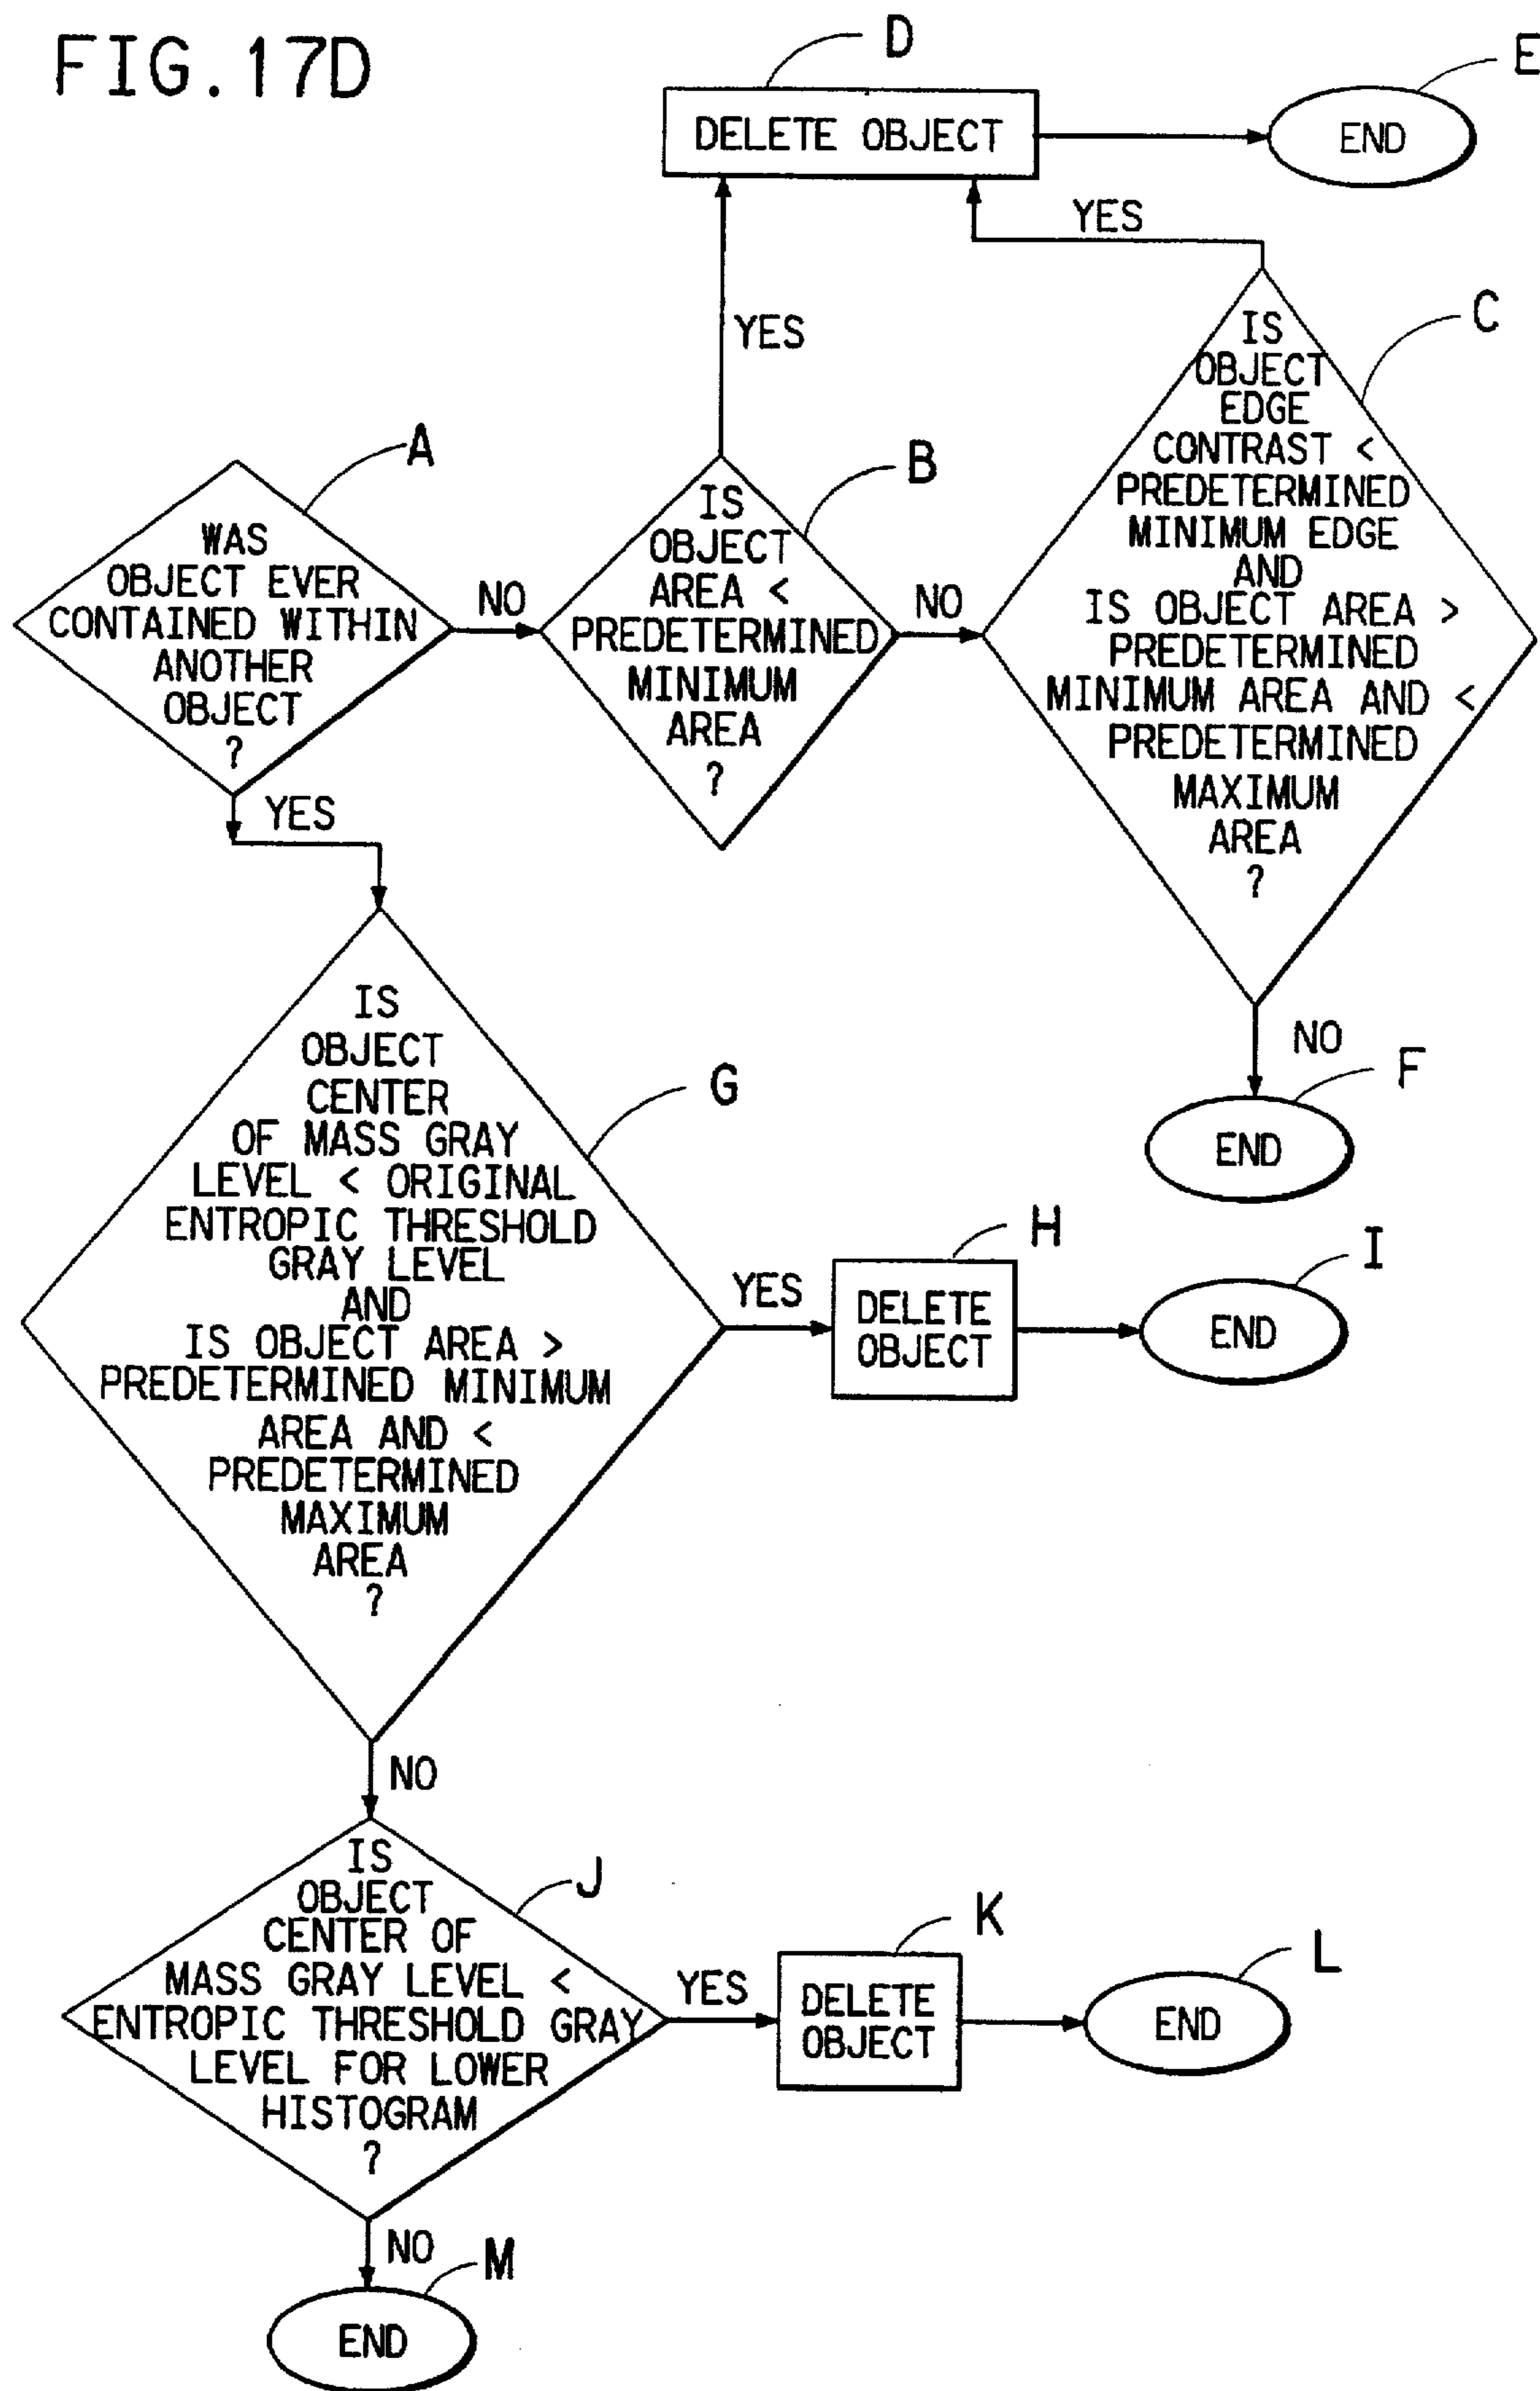 FIG.17D
D
DELETE OBJECT
E
END
YES
YES
A
WAS
OBJECT EVER
CONTAINED WITHIN
ANOTHER
OBJECT
?
NO
YES
B
IS
OBJECT
AREA <
PREDETERMINED
MINIMUM
AREA
?
NO
C
IS
OBJECT
EDGE
CONTRAST <
PREDETERMINED
MINIMUM EDGE
AND
IS OBJECT AREA >
PREDETERMINED
MINIMUM AREA AND <
PREDETERMINED
MAXIMUM
AREA
?
NO
F
END
G
IS
OBJECT
CENTER
OF MASS GRAY
LEVEL < ORIGINAL
ENTROPIC THRESHOLD
GRAY LEVEL
AND
IS OBJECT AREA >
PREDETERMINED MINIMUM
AREA AND <
PREDETERMINED
MAXIMUM
AREA
?
YES
H
DELETE
OBJECT
I
END
NO
J
IS
OBJECT
CENTER OF
MASS GRAY LEVEL <
ENTROPIC THRESHOLD GRAY
LEVEL FOR LOWER
HISTOGRAM
?
YES
K
DELETE
OBJECT
L
END
NO
M
END